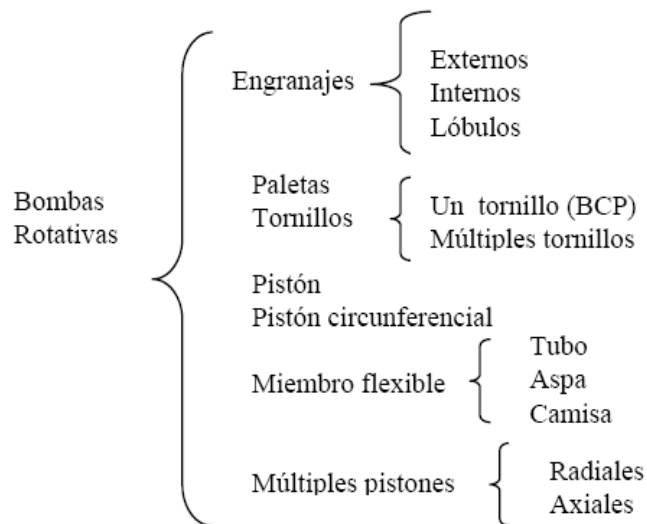 Bombas
Rotativas
Engranajes
Externos
Internos
Lóbulos
Paletas
Tornillos
Un tornillo (BCP)
Múltiples tornillos
Pistón
Pistón circunferencial
Miembro flexible
Tubo
Aspa
Camisa
Múltiples pistones
Radiales
Axiales